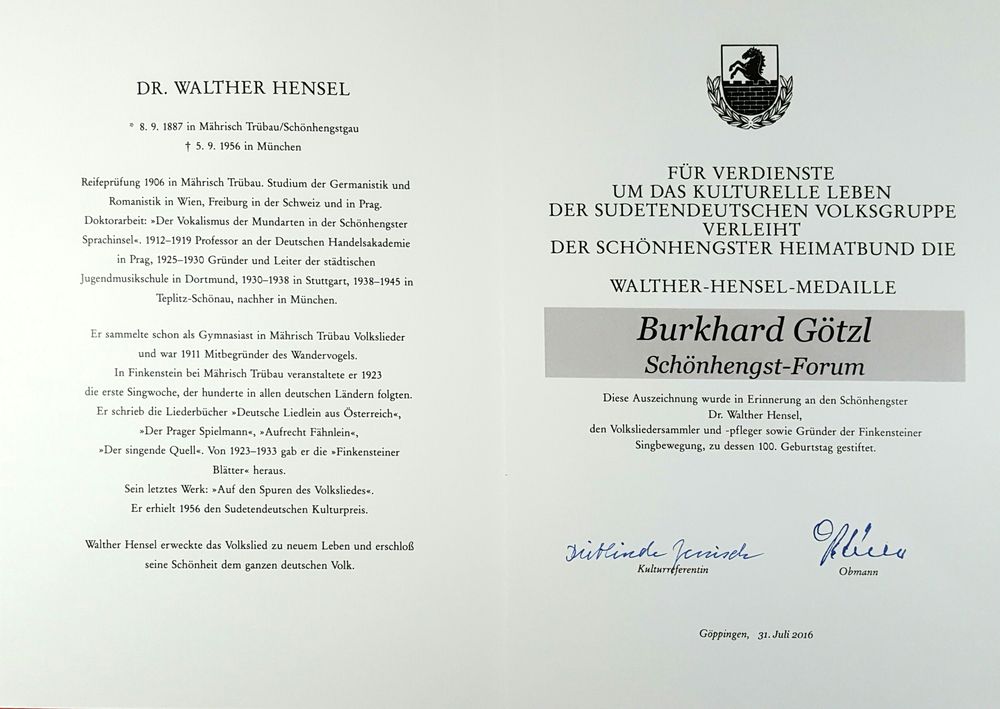 DR. WALTHER HENSEL
* 8. 9. 1887 in Mährisch Trübau/Schönhengstgau
† 5. 9. 1956 in München
Reifeprüfung 1906 in Mährisch Trübau. Studium der Germanistik und
Romanistik in Wien, Freiburg in der Schweiz und in Prag.
Doktorarbeit: »Der Vokalismus der Mundarten in der Schönhengster
Sprachinsel«. 1912–1919 Professor an der Deutschen Handelsakademie
in Prag, 1925–1930 Gründer und Leiter der städtischen
Jugendmusikschule in Dortmund, 1930–1938 in Stuttgart, 1938–1945 in
Teplitz-Schönau, nachher in München.
Er sammelte schon als Gymnasiast in Mährisch Trübau Volkslieder
und war 1911 Mitbegründer des Wandervogels.
In Finkenstein bei Mährisch Trübau veranstaltete er 1923
die erste Singwoche, der hunderte in allen deutschen Ländern folgten.
Er schrieb die Liederbücher »Deutsche Liedlein aus Österreich«,
»Der Prager Spielmann«, »Aufrecht Fähnlein«,
»Der singende Quell«. Von 1923–1933 gab er die »Finkensteiner
Blätter« heraus.
Sein letztes Werk: »Auf den Spuren des Volksliedes«.
Er erhielt 1956 den Sudetendeutschen Kulturpreis.
Walther Hensel erweckte das Volkslied zu neuem Leben und erschloß
seine Schönheit dem ganzen deutschen Volk.
FÜR VERDIENSTE
UM DAS KULTURELLE LEBEN
DER SUDETENDEUTSCHEN VOLKSGRUPPE
VERLEIHT
DER SCHÖNHENGSTER HEIMATBUND DIE
WALTHER-HENSEL-MEDAILLE
Burkhard Götzl
Schönhengst-Forum
Diese Auszeichnung wurde in Erinnerung an den Schönhengster
Dr. Walther Hensel,
den Volksliedersammler und -pfleger sowie Gründer der Finkensteiner
Singbewegung, zu dessen 100. Geburtstag gestiftet.
Dietlinde Jenisch
Kulturreferentin
Obmann
Göppingen, 31. Juli 2016